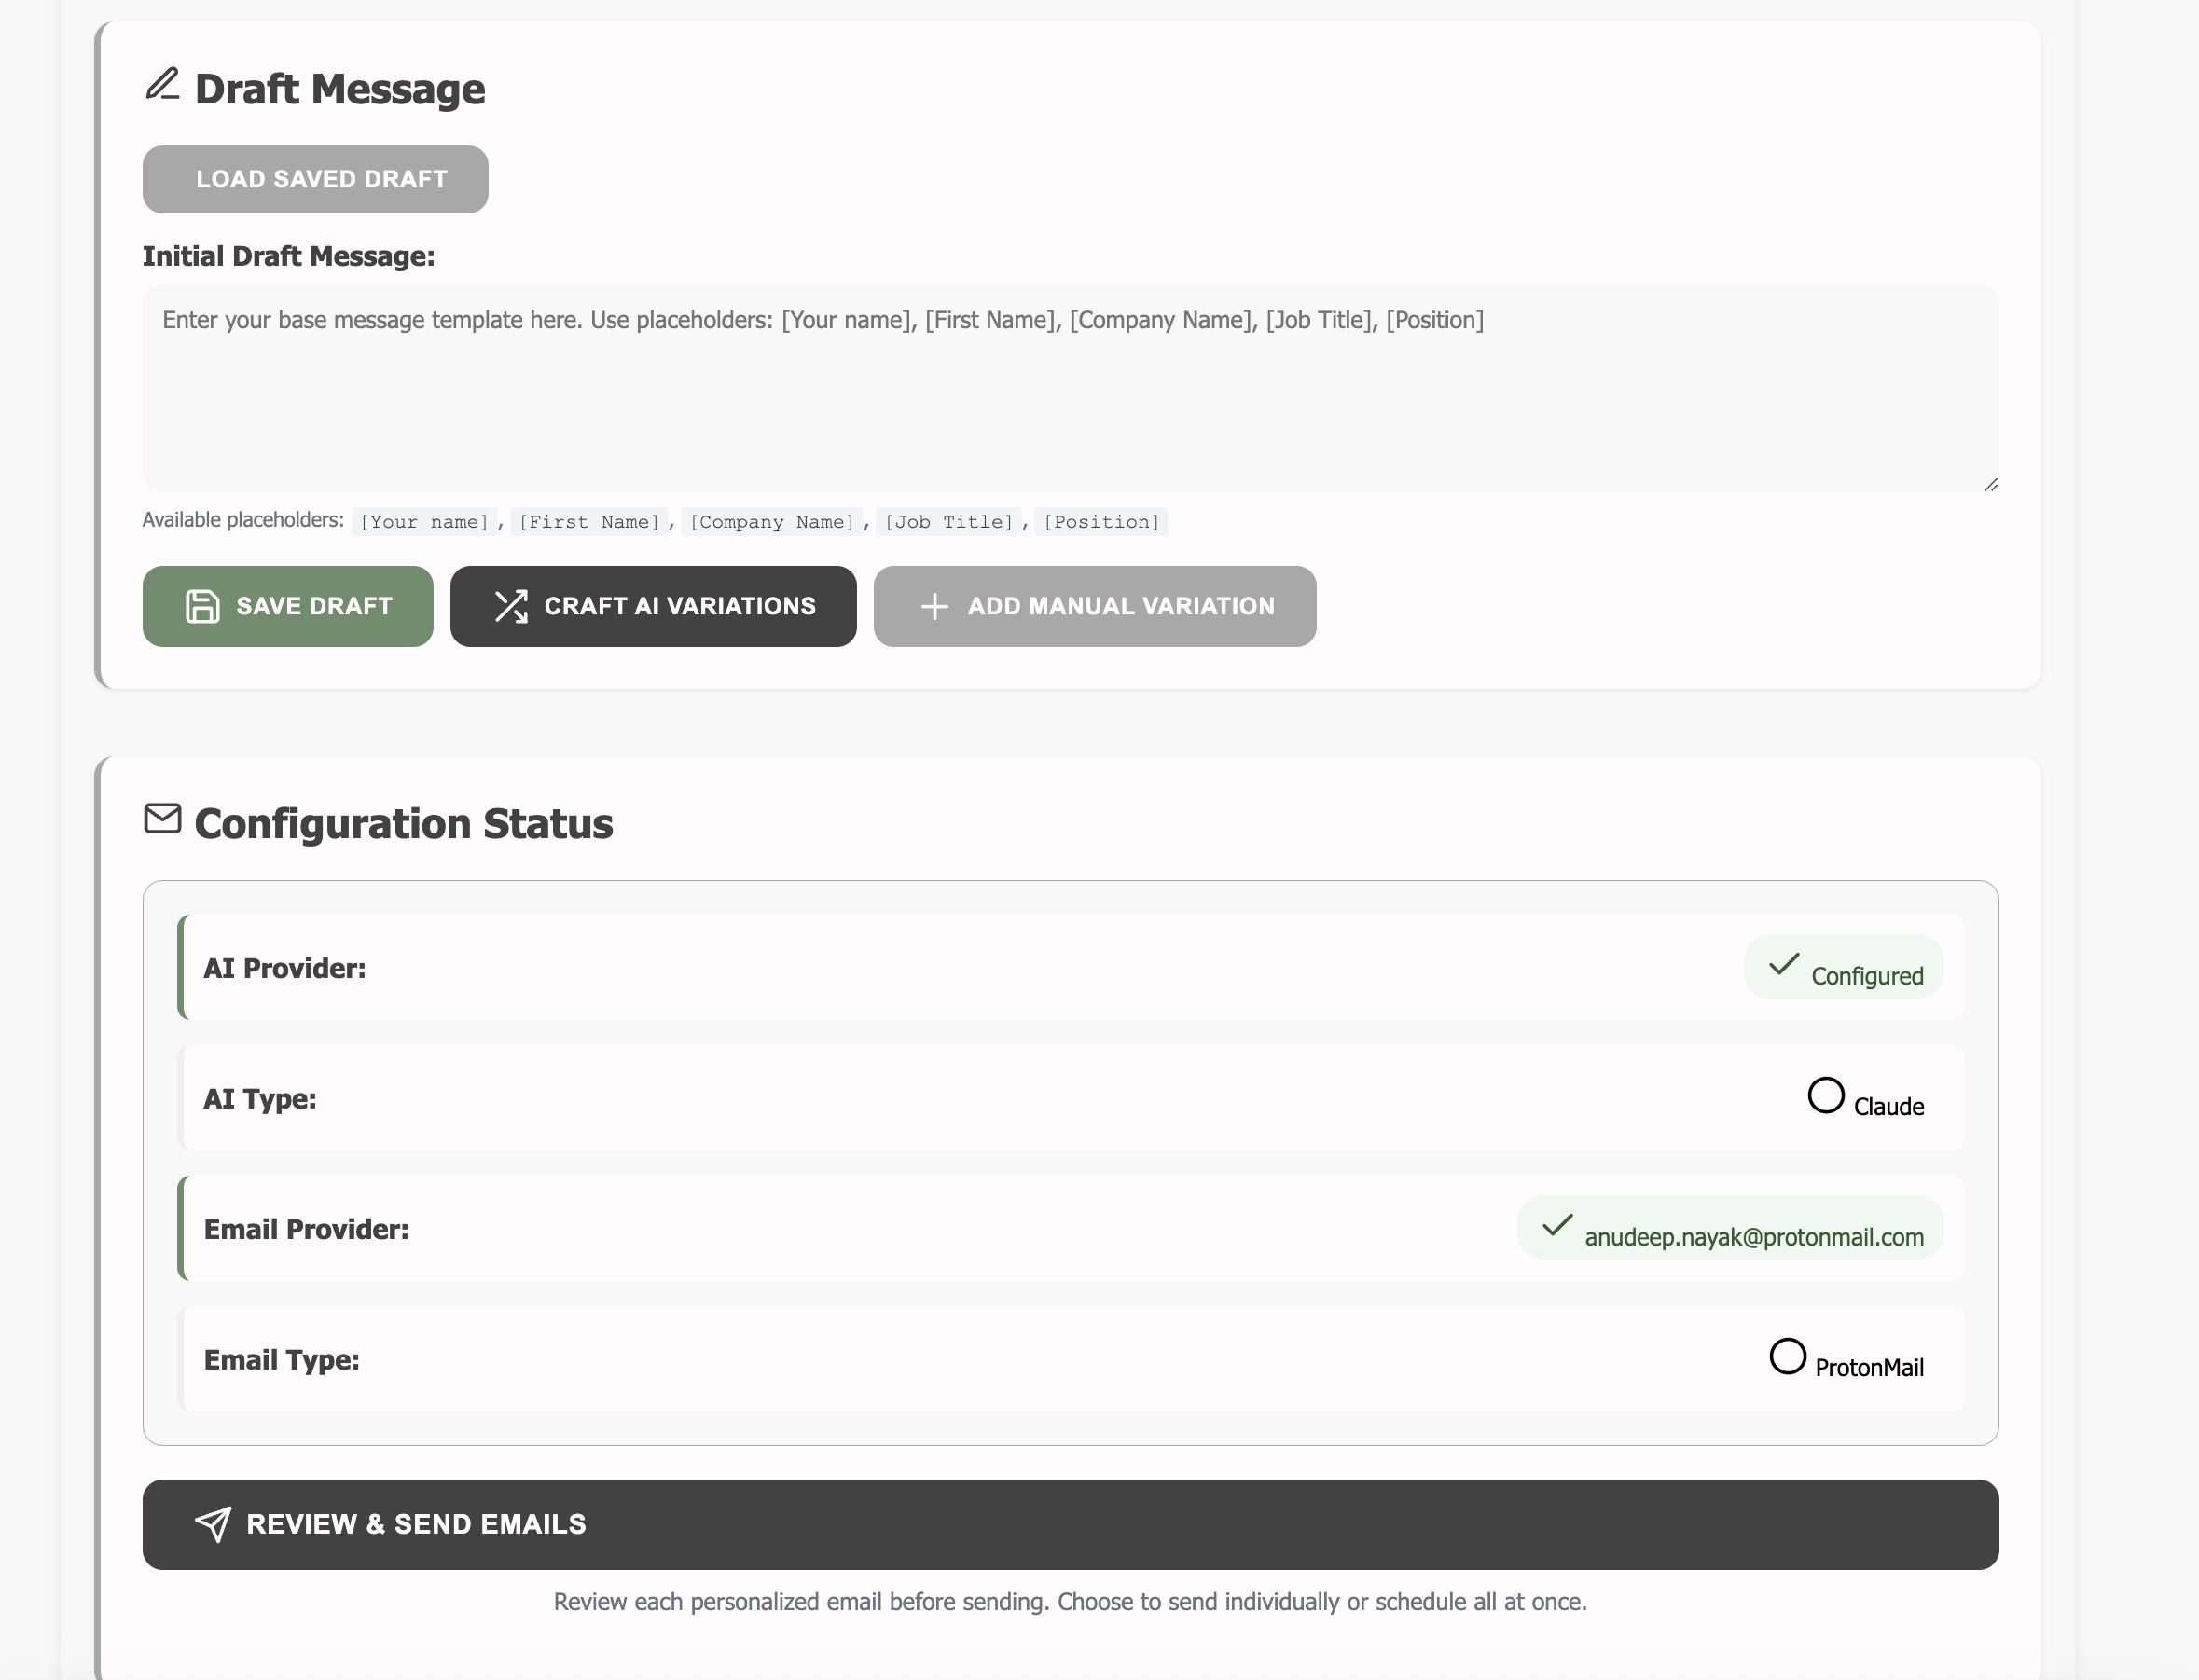 Draft Message
LOAD SAVED DRAFT
Initial Draft Message:
Enter your base message template here. Use placeholders: [Your name], [First Name], [Company Name], [Job Title], [Position]
Available placeholders: [Your name], [First Name], [Company Name], [Job Title], [Position]
SAVE DRAFT CRAFT AI VARIATIONS ADD MANUAL VARIATION
Configuration Status
AI Provider: Configured
AI Type: Claude
Email Provider: anudeep.nayak@protonmail.com
Email Type: ProtonMail
REVIEW & SEND EMAILS
Review each personalized email before sending. Choose to send individually or schedule all at once.